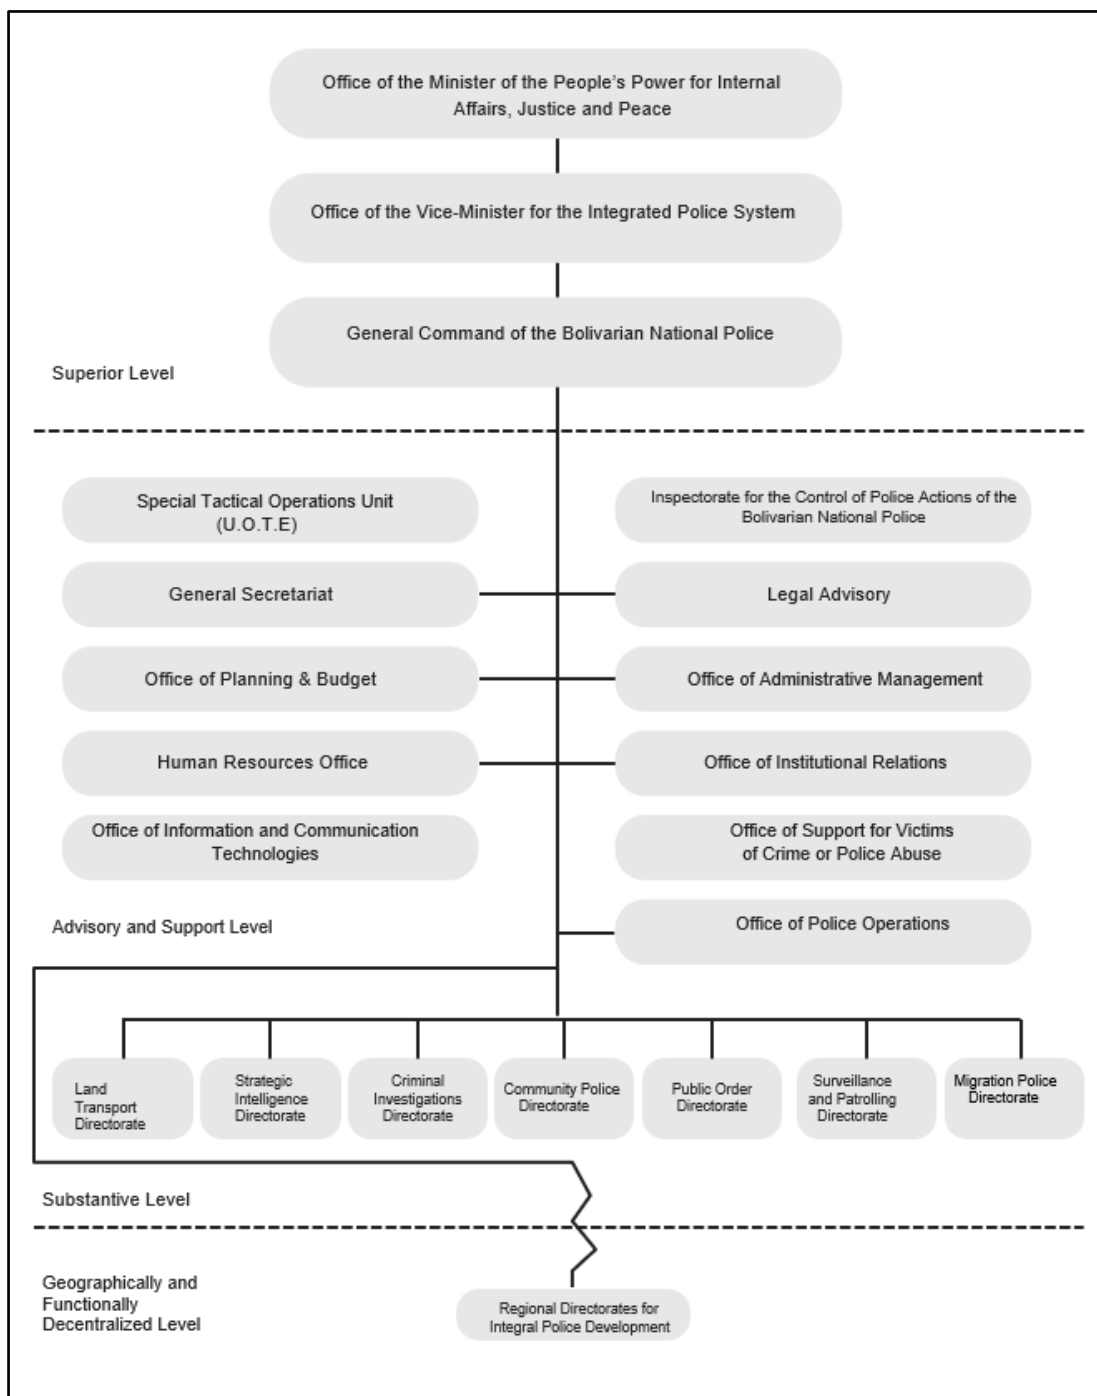 Office of the Minister of the People's Power for Internal
Affairs, Justice and Peace
Office of the Vice-Minister for the Integrated Police System
General Command of the Bolivarian National Police
Superior Level
Special Tactical Operations Unit
(U.O.T.E)
Inspectorate for the Control of Police Actions of the
Bolivarian National Police
General Secretariat
Legal Advisory
Office of Planning & Budget
Office of Administrative Management
Human Resources Office
Office of Institutional Relations
Office of Information and Communication
Technologies
Office of Support for Victims
of Crime or Police Abuse
Advisory and Support Level
Office of Police Operations
Land
Transport
Directorate
Strategic
Intelligence
Directorate
Criminal
Investigations
Directorate
Community Police
Directorate
Public Order
Directorate
Surveillance
and Patrolling
Directorate
Migration Police
Directorate
Substantive Level
Geographically and
Functionally
Decentralized Level
Regional Directorates for
Integral Police Development